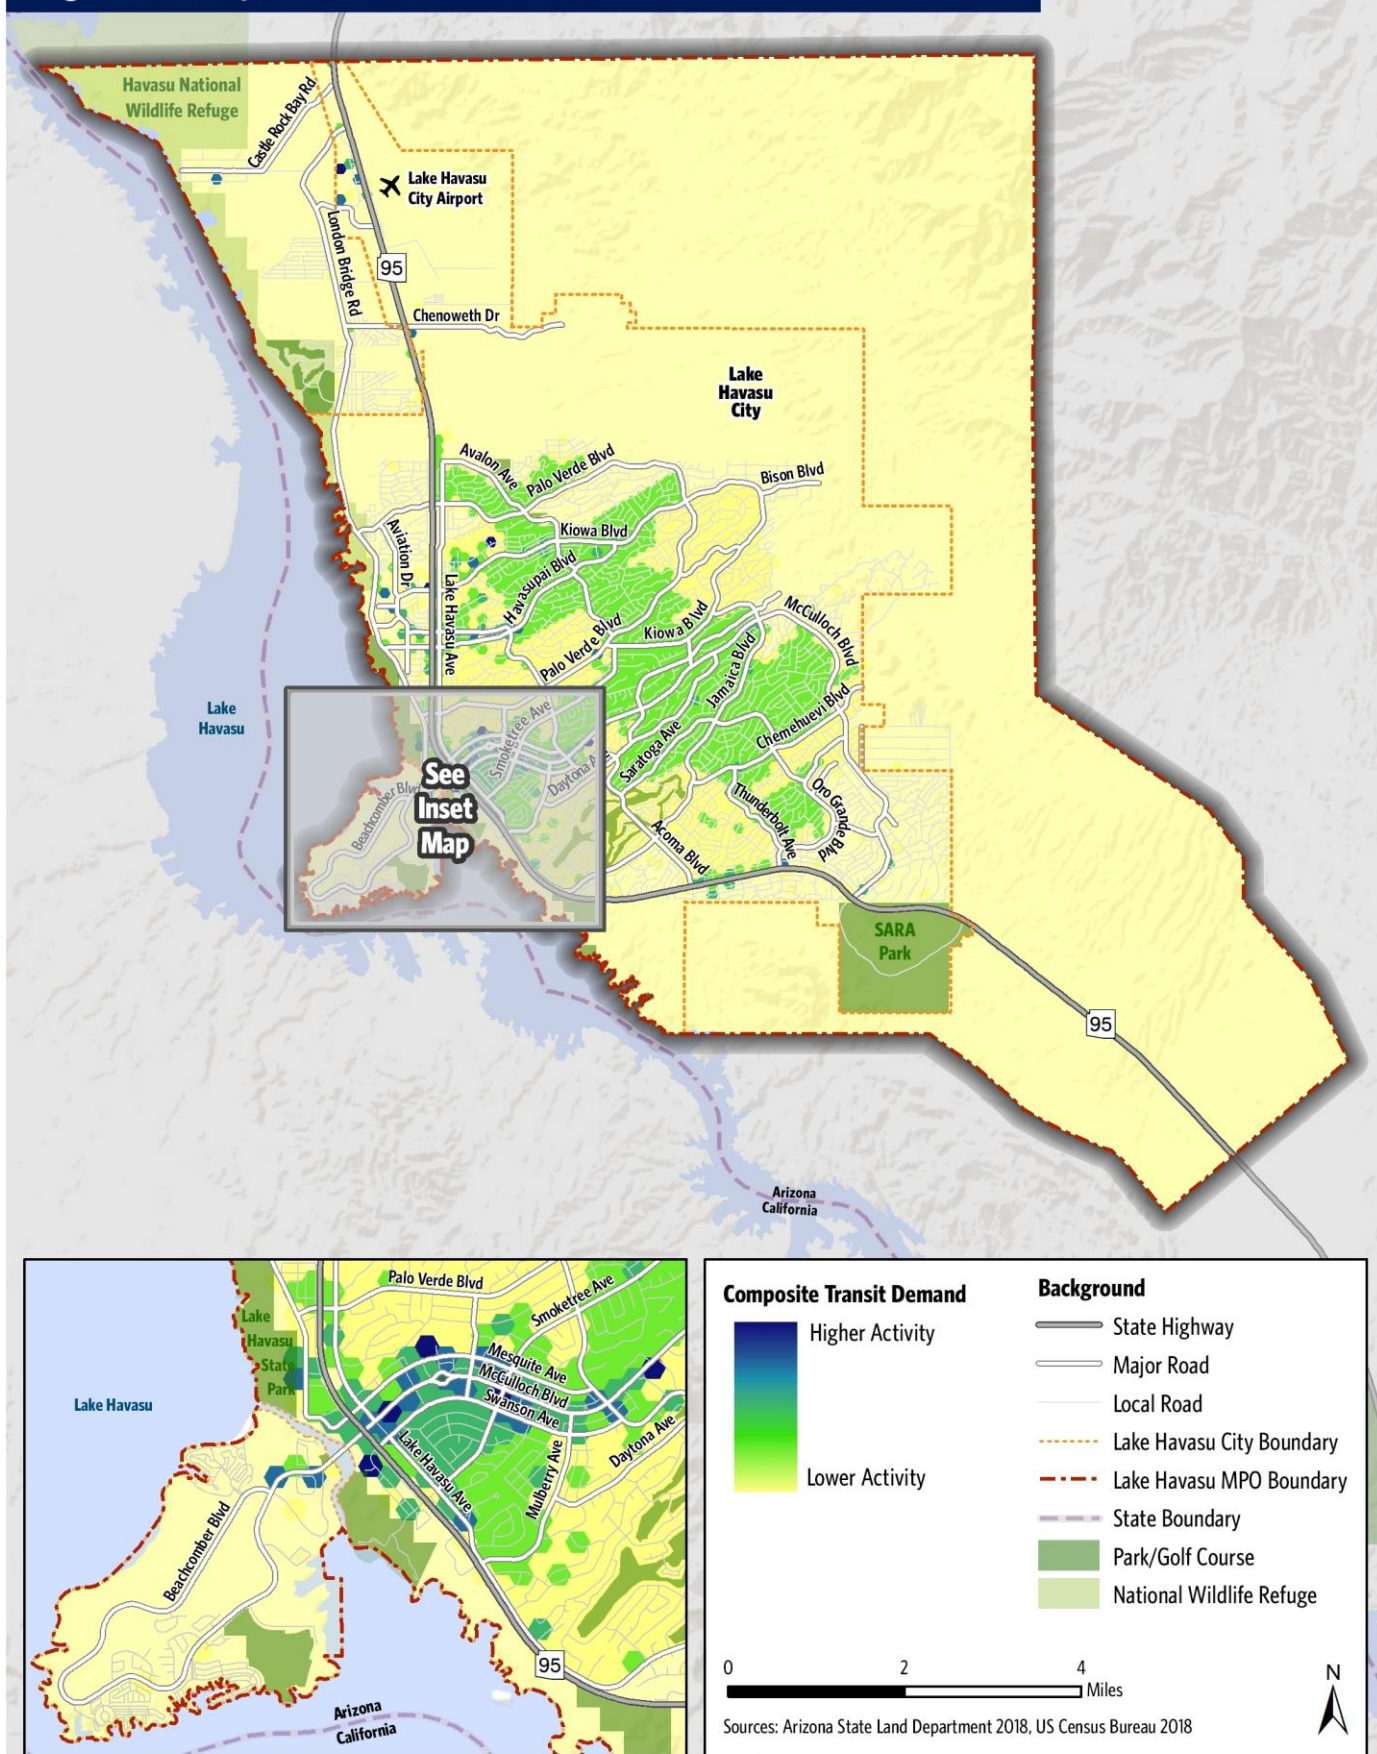 Havasu National
Wildlife Refuge
Castle Rock Bay Rd
Lake Havasu
City Airport
London Bridge Rd
95
Chenoweth Dr
Lake
Havasu
City
Avalon Ave
Palo Verde Blvd
Bison Blvd
Aviation Dr
Kiowa Blvd
Havasupai Blvd
Lake Havasu Ave
Palo Verde Blvd
Kiowa Blvd
McCulloch Blvd
Jamaica Blvd
Lake
Havasu
Smoketree Ave
Saratoga Ave
Chemehuevi Blvd
Daytona A
See
Inset
Map
Beachcomber Blvd
Thunderbolt Ave
Oro Grande Blvd
Acoma Blvd
SARA
Park
95
Arizona
California
Palo Verde Blvd
Smoketree Ave
Lake
Havasu
State
Park
Mesquite Ave
McCulloch Blvd
Swanson Ave
Lake Havasu
Lake Havasu Ave
Mulberry Ave
Daytona Ave
Beachcomber Blvd
95
Arizona
California
Composite Transit Demand
Higher Activity
Lower Activity
Background
State Highway
Major Road
Local Road
Lake Havasu City Boundary
Lake Havasu MPO Boundary
State Boundary
Park/Golf Course
National Wildlife Refuge
0 2 4
Miles
N
Sources: Arizona State Land Department 2018, US Census Bureau 2018